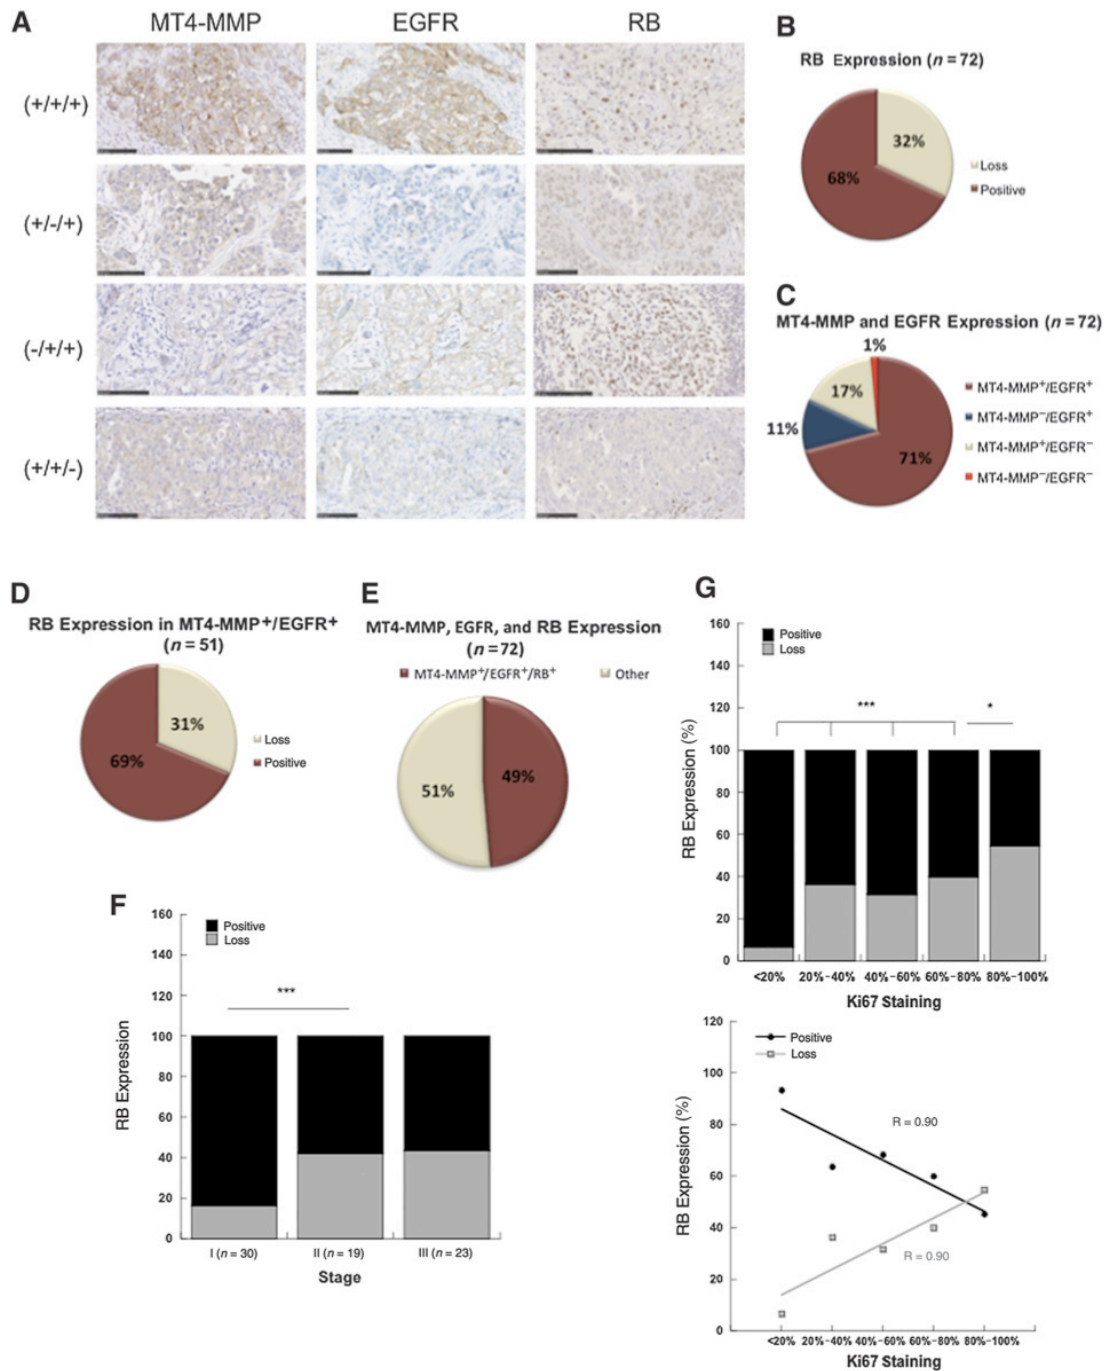 A
MT4-MMP EGFR RB
(+/+/+)
(+/-/+)
(-/+/+)
(+/+/-)
B
RB Expression (n = 72)
32%
68%
Loss
Positive
C
MT4-MMP and EGFR Expression (n = 72)
1%
17%
11%
71%
MT4-MMP⁺/EGFR⁺
MT4-MMP⁻/EGFR⁺
MT4-MMP⁺/EGFR⁻
MT4-MMP⁻/EGFR⁻
D
RB Expression in MT4-MMP⁺/EGFR⁺
(n = 51)
31%
69%
Loss
Positive
E
MT4-MMP, EGFR, and RB Expression
(n = 72)
MT4-MMP⁺/EGFR⁺/RB⁺ Other
51% 49%
F
160
140
120
100
80
60
40
20
0
RB Expression
Positive
Loss
***
I (n = 30) II (n = 19) III (n = 23)
Stage
G
160
140
120
100
80
60
40
20
0
RB Expression (%)
Positive
Loss
*** *
<20% 20%-40% 40%-60% 60%-80% 80%-100%
Ki67 Staining
120
100
80
60
40
20
0
RB Expression (%)
Positive
Loss
R = 0.90
R = 0.90
<20% 20%-40% 40%-60% 60%-80% 80%-100%
Ki67 Staining